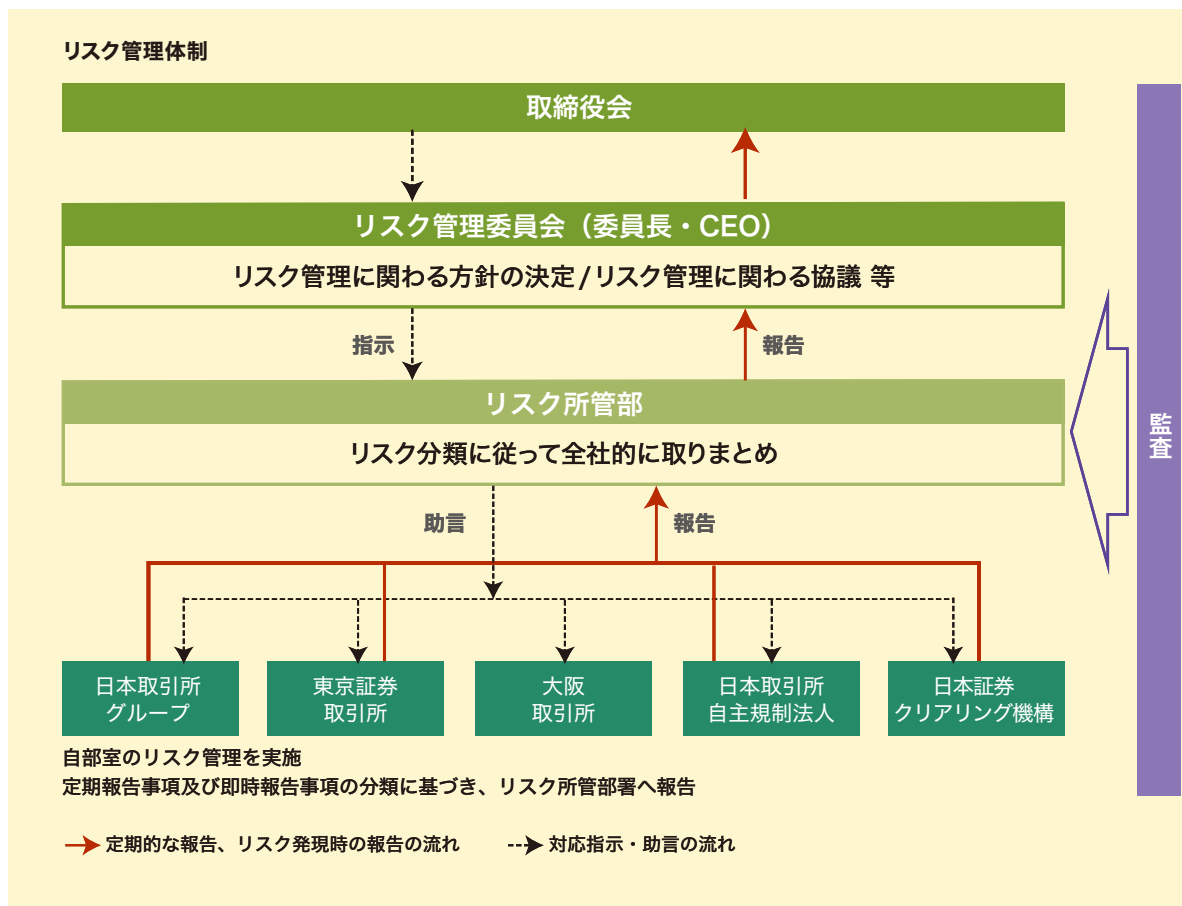 リスク管理体制
取締役会
リスク管理委員会（委員長・CEO）
リスク管理に関わる方針の決定/リスク管理に関わる協議 等
指示
報告
リスク所管部
リスク分類に従って全社的に取りまとめ
監査
助言
報告
日本取引所
グループ
東京証券
取引所
大阪
取引所
日本取引所
自主規制法人
日本証券
クリアリング機構
自部室のリスク管理を実施
定期報告事項及び即時報告事項の分類に基づき、リスク所管部署へ報告
定期的な報告、リスク発現時の報告の流れ
対応指示・助言の流れ